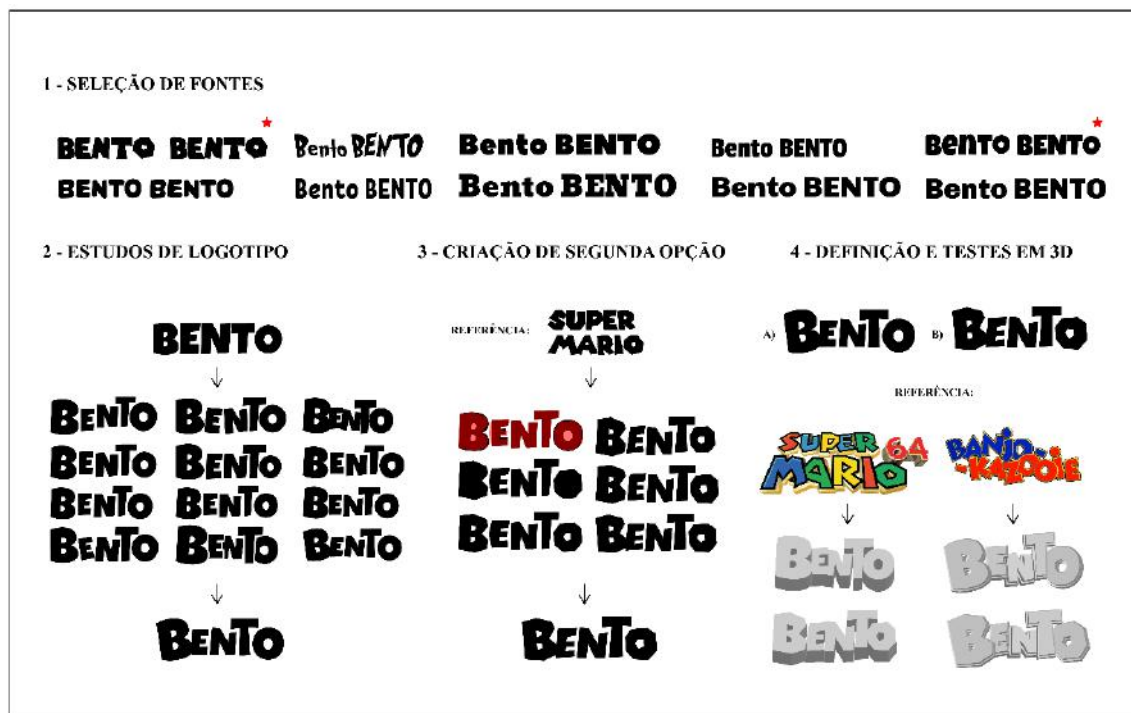 1 - SELEÇÃO DE FONTES
BENTO BENTO Bento BENTO Bento BENTO Bento BENTO Bento BENTO
BENTO BENTO Bento BENTO Bento BENTO Bento BENTO Bento BENTO
2 - ESTUDOS DE LOGOTIPO
BENTO
BENTO BENTO BENTO
BENTO BENTO BENTO
BENTO BENTO BENTO
BENTO BENTO BENTO
BENTO
3 - CRIAÇÃO DE SEGUNDA OPÇÃO
REFERÊNCIA: SUPER
MARIO
BENTO BENTO
BENTO BENTO
BENTO BENTO
BENTO
4 - DEFINIÇÃO E TESTES EM 3D
A) BENTO B) BENTO
REFERÊNCIA:
SUPER 64
MARIO
BANJO
KAZOOIE
BENTO BENTO
BENTO BENTO